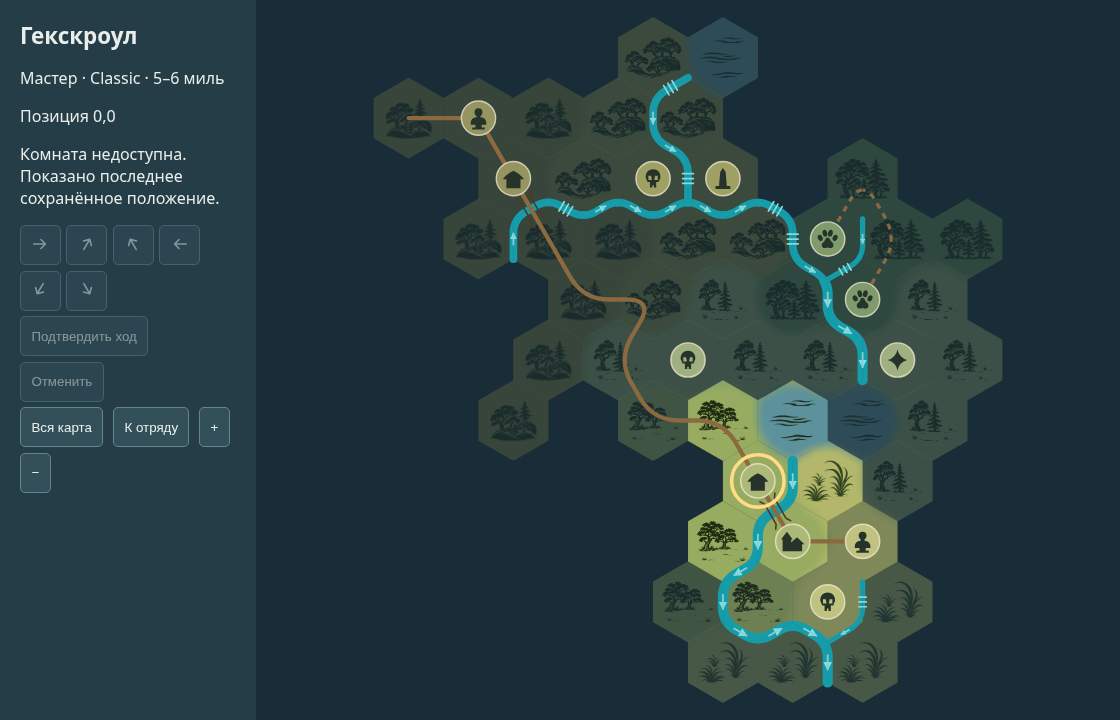 Гекскроул
Мастер · Classic · 5–6 миль
Позиция 0,0
Комната недоступна.
Показано последнее
сохранённое положение.
Подтвердить ход
Отменить
Вся карта К отряду +
−